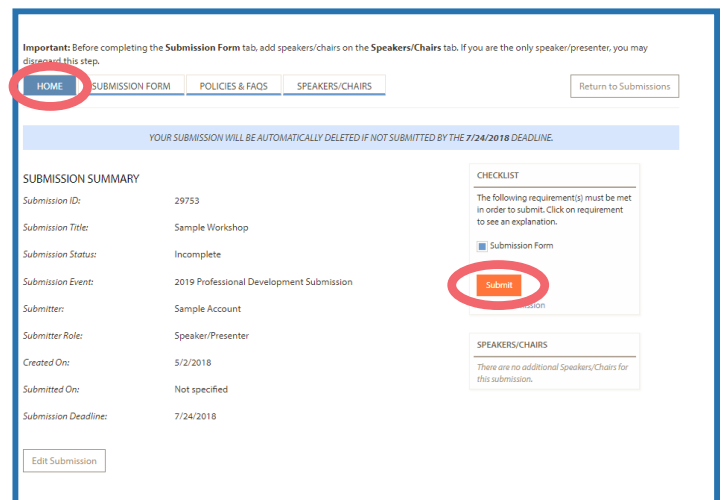 Important: Before completing the Submission Form tab, add speakers/chairs on the Speakers/Chairs tab. If you are the only speaker/presenter, you may
disregard this step.
HOME SUBMISSION FORM POLICIES & FAQS SPEAKERS/CHAIRS Return to Submissions
YOUR SUBMISSION WILL BE AUTOMATICALLY DELETED IF NOT SUBMITTED BY THE 7/24/2018 DEADLINE.
SUBMISSION SUMMARY
Submission ID: 29753
Submission Title: Sample Workshop
Submission Status: Incomplete
Submission Event: 2019 Professional Development Submission
Submitter: Sample Account
Submitter Role: Speaker/Presenter
Created On: 5/2/2018
Submitted On: Not specified
Submission Deadline: 7/24/2018
Edit Submission
CHECKLIST
The following requirement(s) must be met
in order to submit. Click on requirement
to see an explanation.
Submission Form
Submit
SPEAKERS/CHAIRS
There are no additional Speakers/Chairs for
this submission.